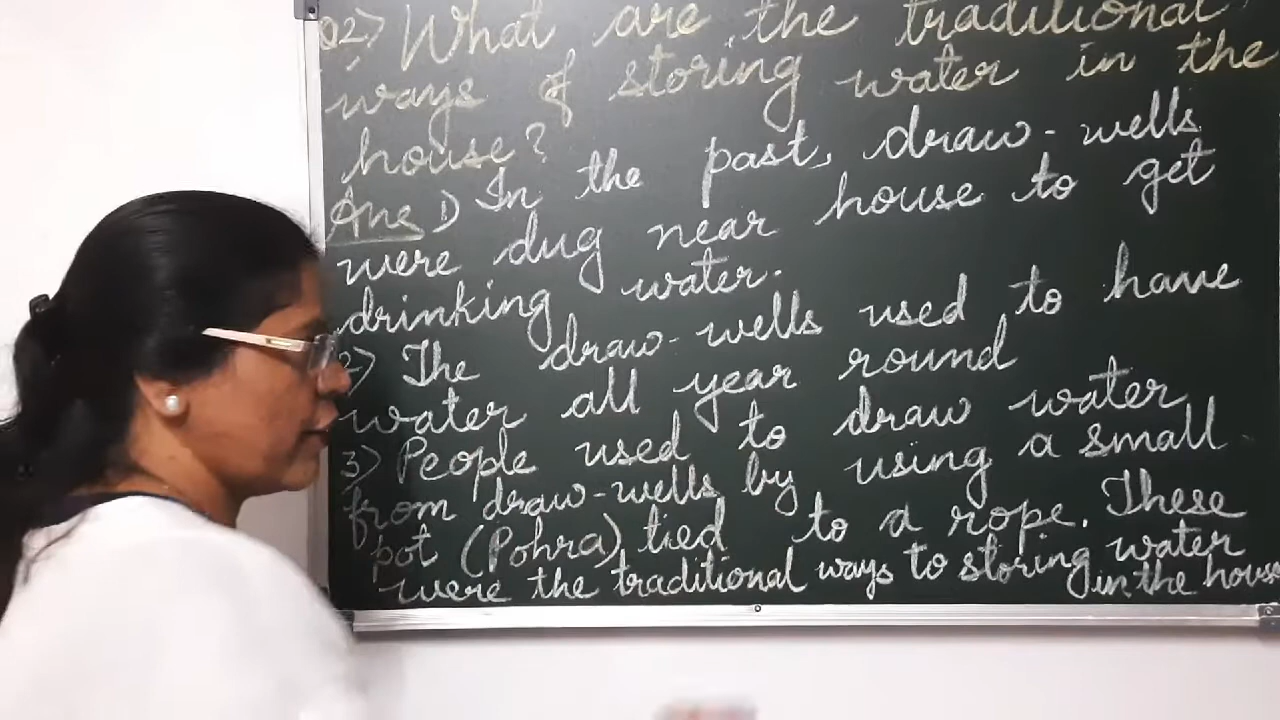 Q2> What are the traditional
ways of storing water in the
house?
Ans 1) In the past, draw-wells
were dug near house to get
drinking water.
2> The draw-wells used to have
water all year round
3> People used to draw water
from draw-wells by using a small
pot (Pohra) tied to a rope. These
were the traditional ways to storing water
in the house